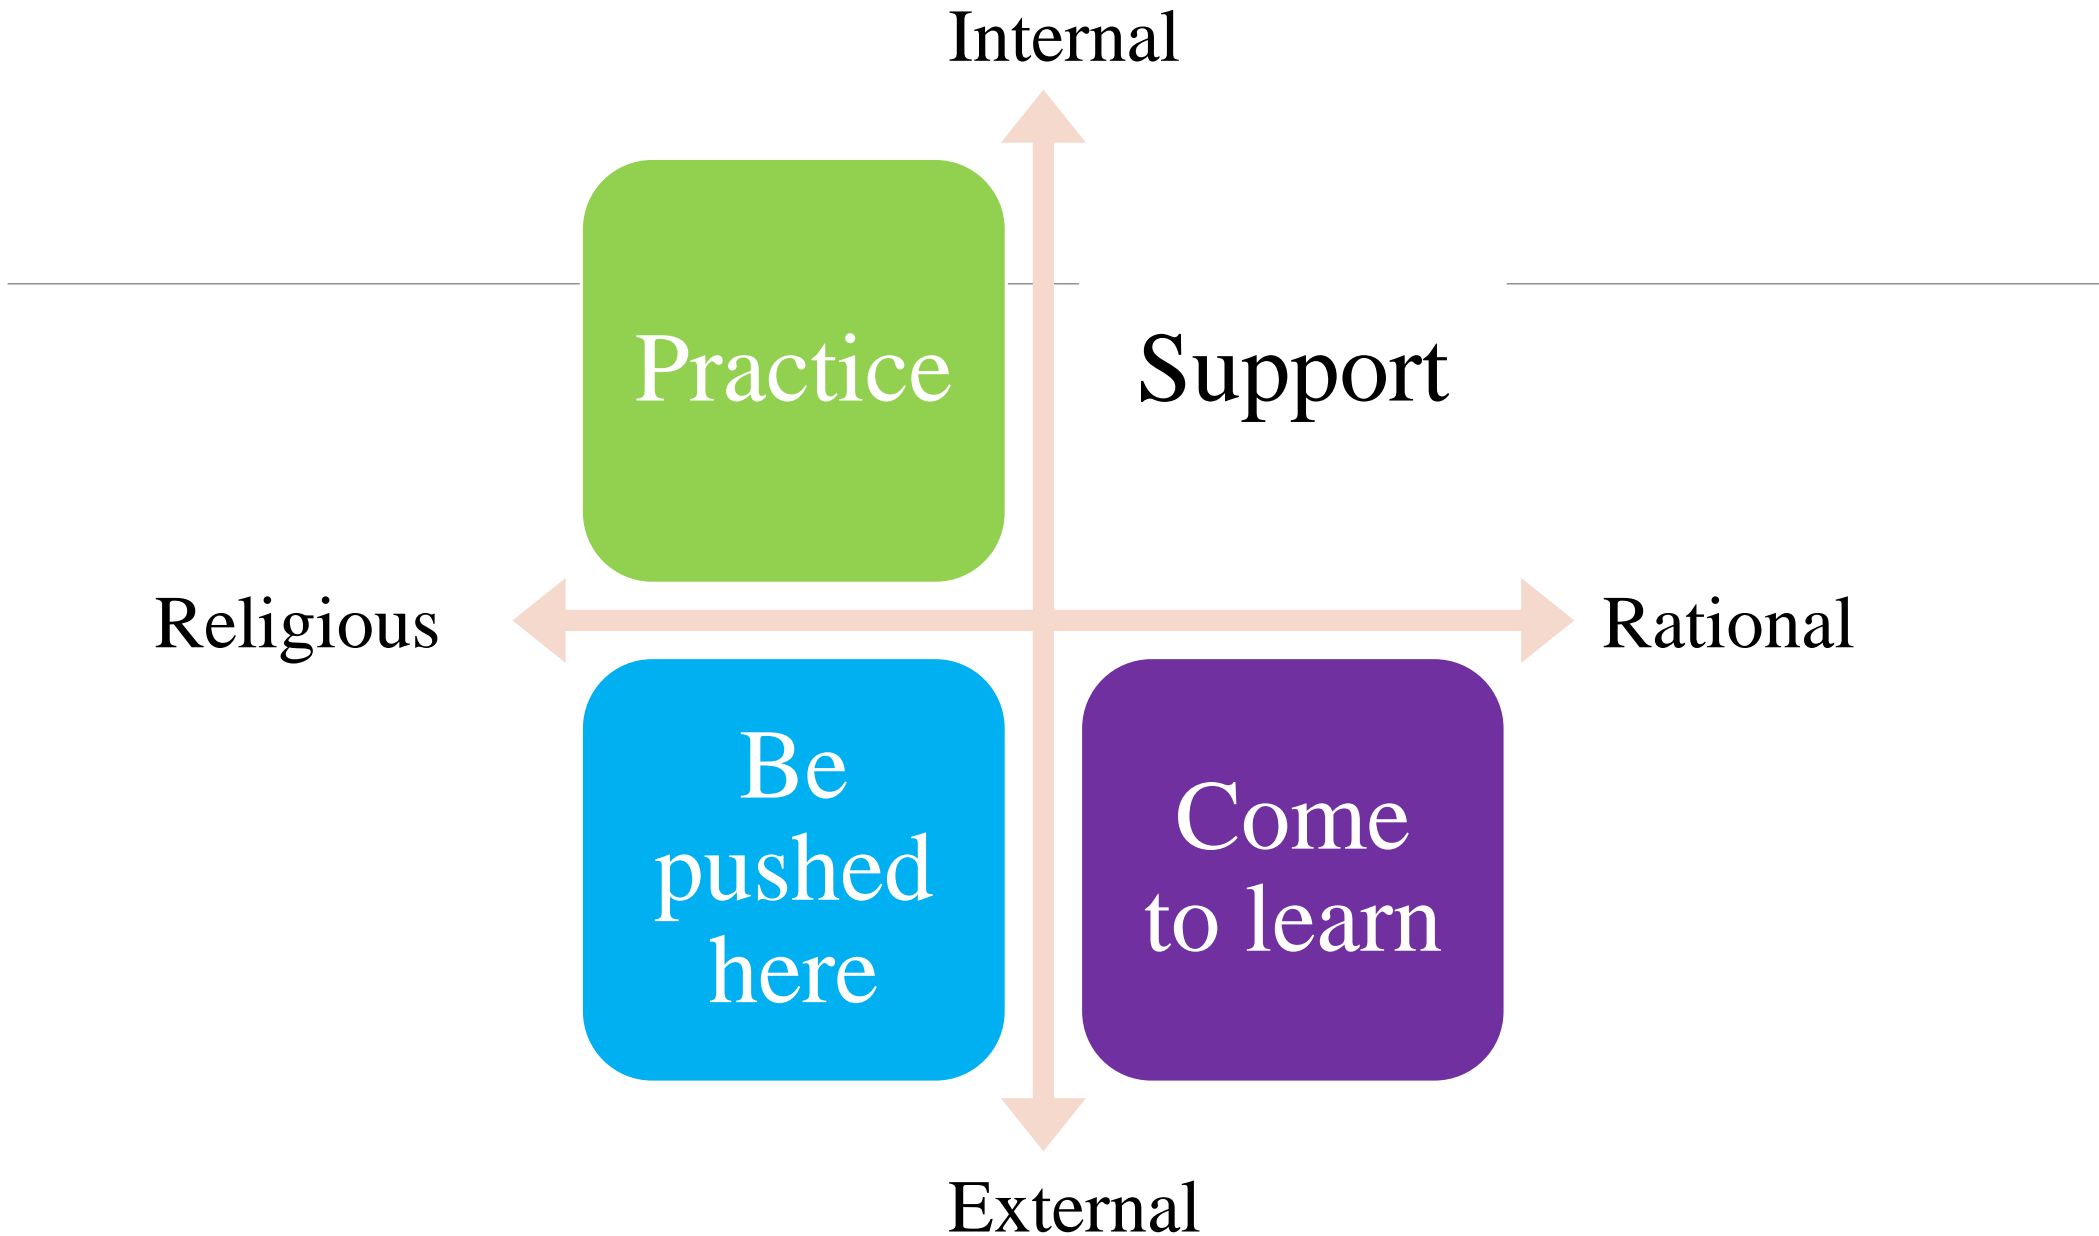 Internal
Practice
Support
Religious
Rational
Be
pushed
here
Come
to learn
External